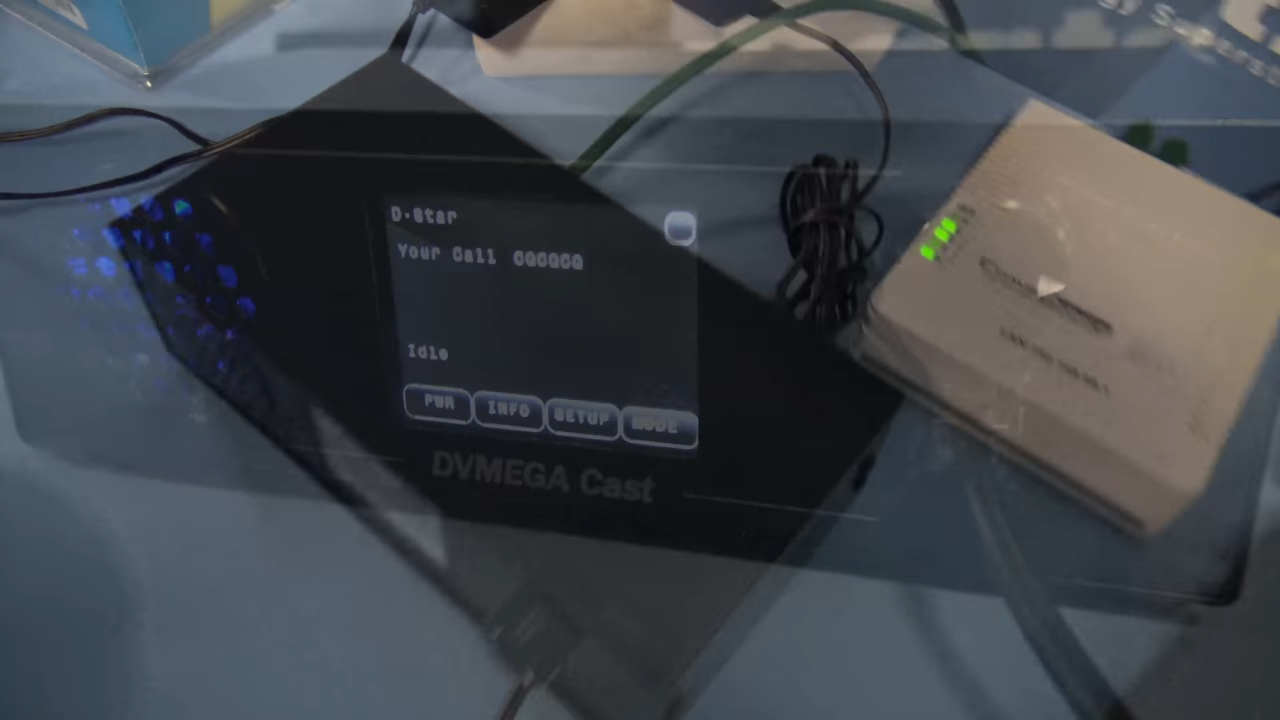 D-Star
Your Call CQCQCQ
Idle
PWR INFO SETUP MODE
DVMEGA Cast